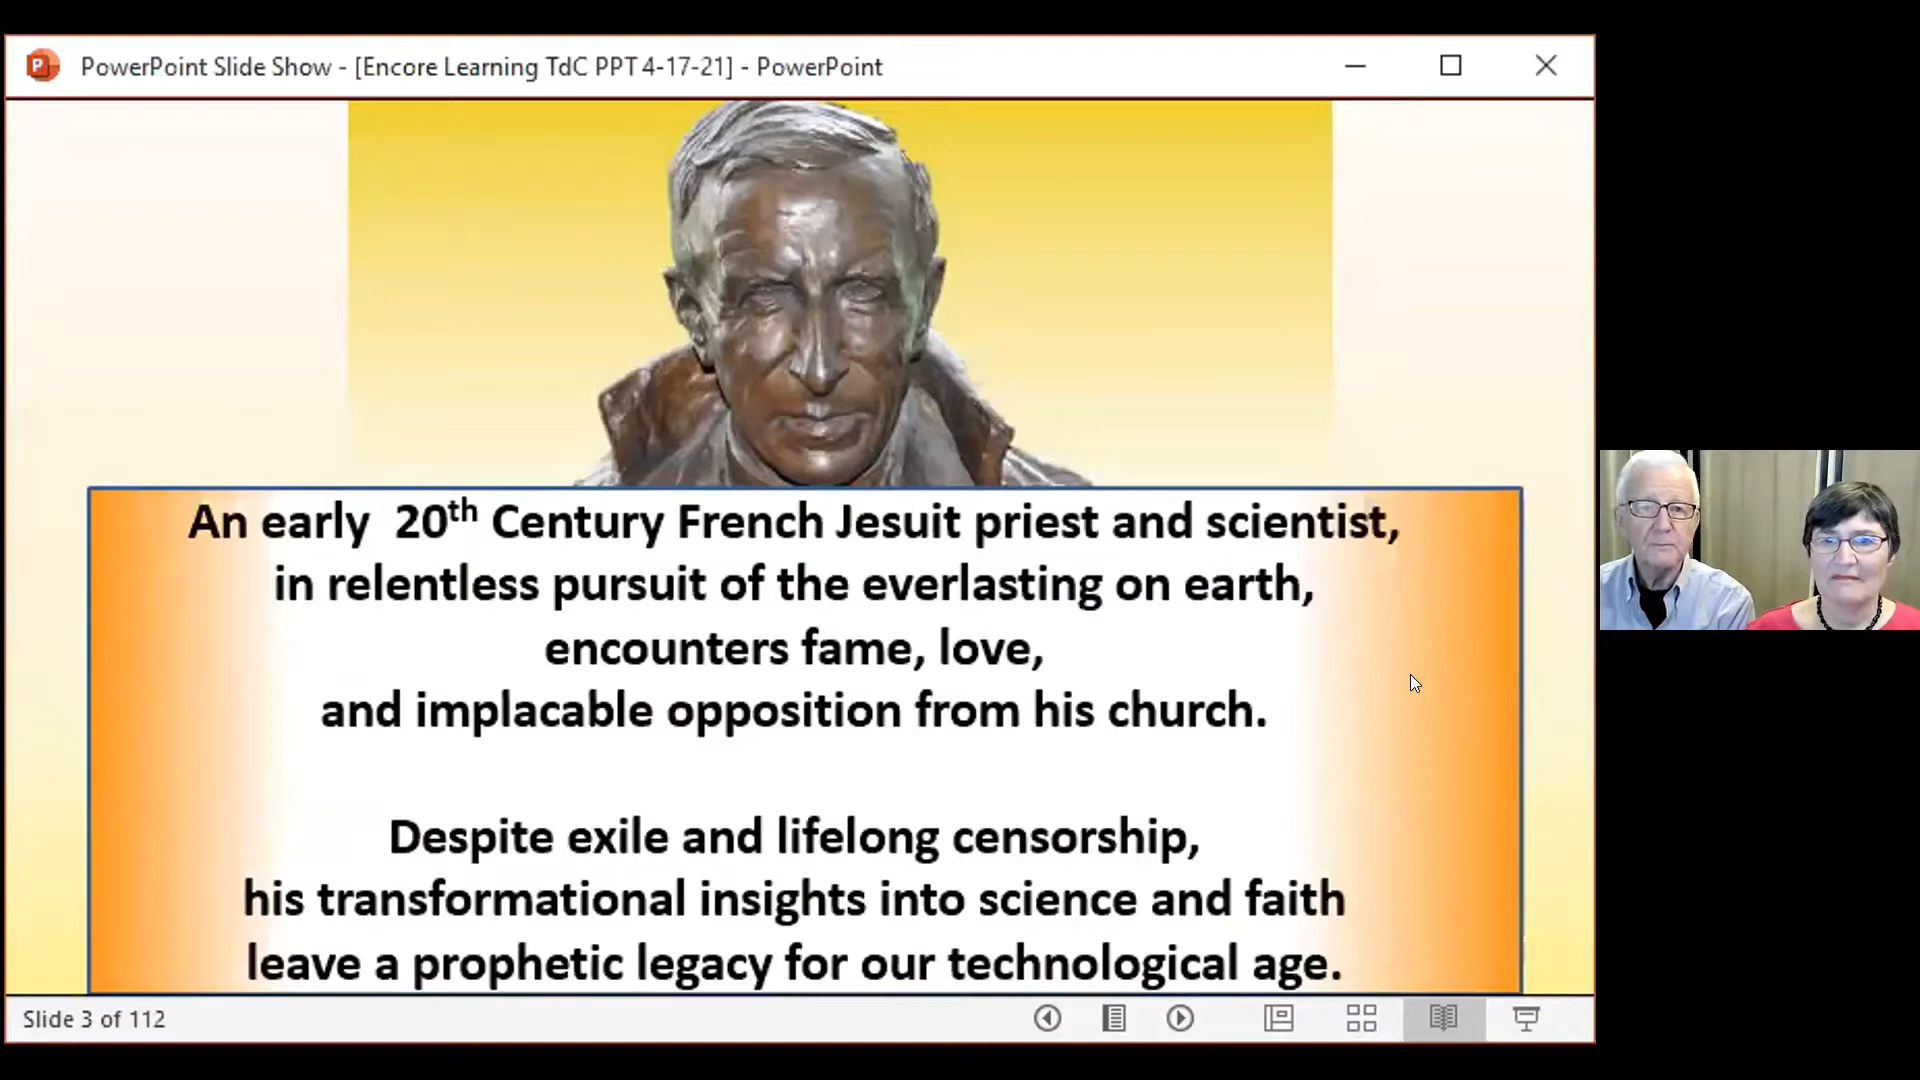 PowerPoint Slide Show - [Encore Learning TdC PPT 4-17-21] - PowerPoint
An early 20th Century French Jesuit priest and scientist,
in relentless pursuit of the everlasting on earth,
encounters fame, love,
and implacable opposition from his church.
Despite exile and lifelong censorship,
his transformational insights into science and faith
leave a prophetic legacy for our technological age.
Slide 3 of 112